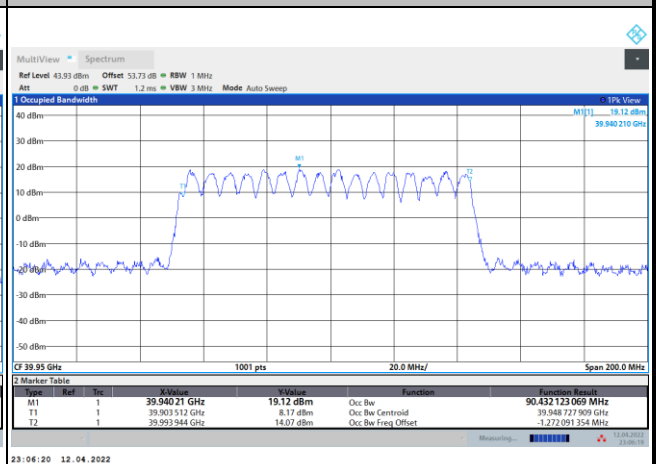 MultiView Spectrum
Ref Level 43.93 dBm Offset 53.73 dB RBW 1 MHz
Att 0 dB SWT 1.2 ms VBW 3 MHz Mode Auto Sweep
1 Occupied Bandwidth 1Pk View
M1[1] 19.12 dBm
39.940 210 GHz
40 dBm
30 dBm
20 dBm
10 dBm
0 dBm
-10 dBm
-20 dBm
-30 dBm
-40 dBm
-50 dBm
M1
T1
T2
CF 39.95 GHz 1001 pts 20.0 MHz/ Span 200.0 MHz
2 Marker Table
Type Ref Trc X-Value Y-Value Function Function Result
M1 1 39.940 21 GHz 19.12 dBm Occ Bw 90.432 123 069 MHz
T1 1 39.903 512 GHz 8.17 dBm Occ Bw Centroid 39.948 727 909 GHz
T2 1 39.993 944 GHz 14.07 dBm Occ Bw Freq Offset -1.272 091 354 MHz
Measuring... 12.04.2022
23:06:19
23:06:20 12.04.2022